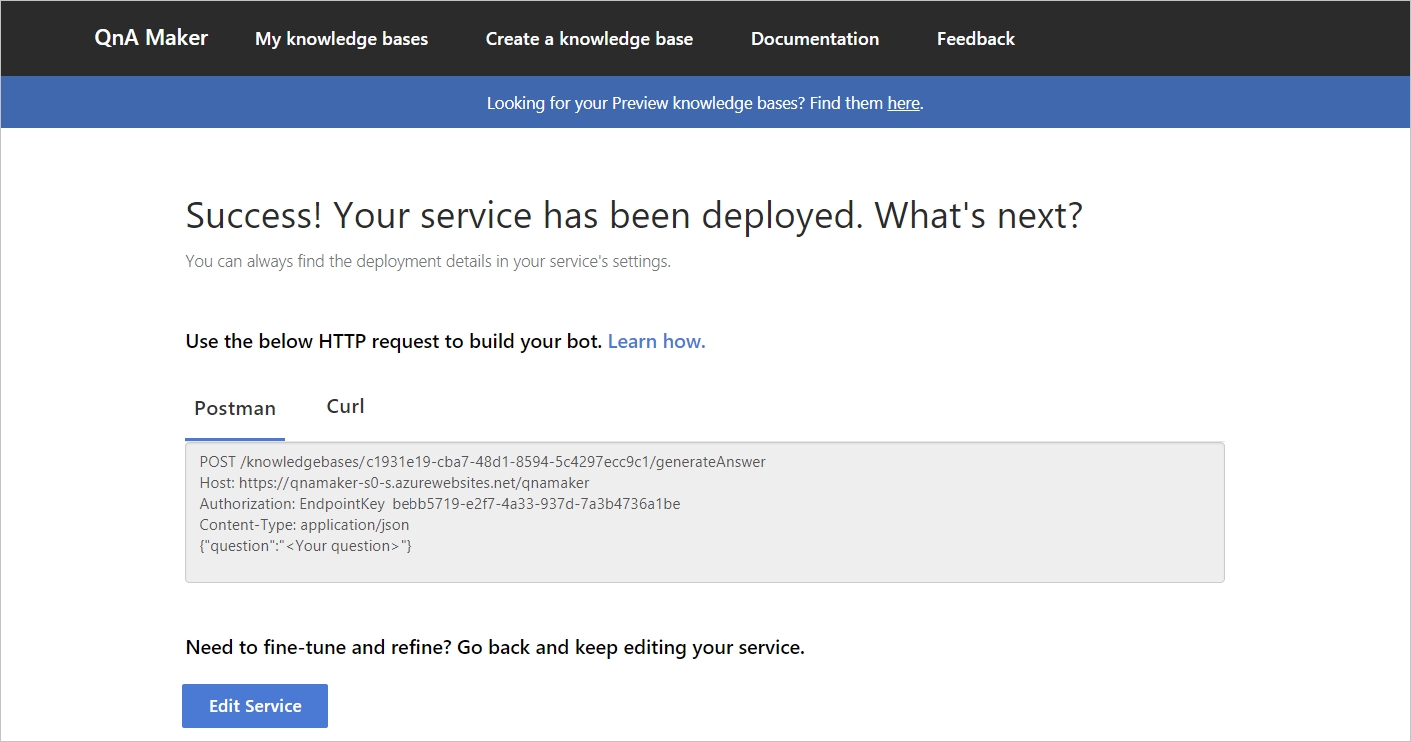 QnA Maker My knowledge bases Create a knowledge base Documentation Feedback
Looking for your Preview knowledge bases? Find them here.
Success! Your service has been deployed. What's next?
You can always find the deployment details in your service's settings.
Use the below HTTP request to build your bot. Learn how.
Postman Curl
POST /knowledgebases/c1931e19-cba7-48d1-8594-5c4297ecc9c1/generateAnswer
Host: https://qnamaker-s0-s.azurewebsites.net/qnamaker
Authorization: EndpointKey bebb5719-e2f7-4a33-937d-7a3b4736a1be
Content-Type: application/json
{"question":"<Your question>"}
Need to fine-tune and refine? Go back and keep editing your service.
Edit Service